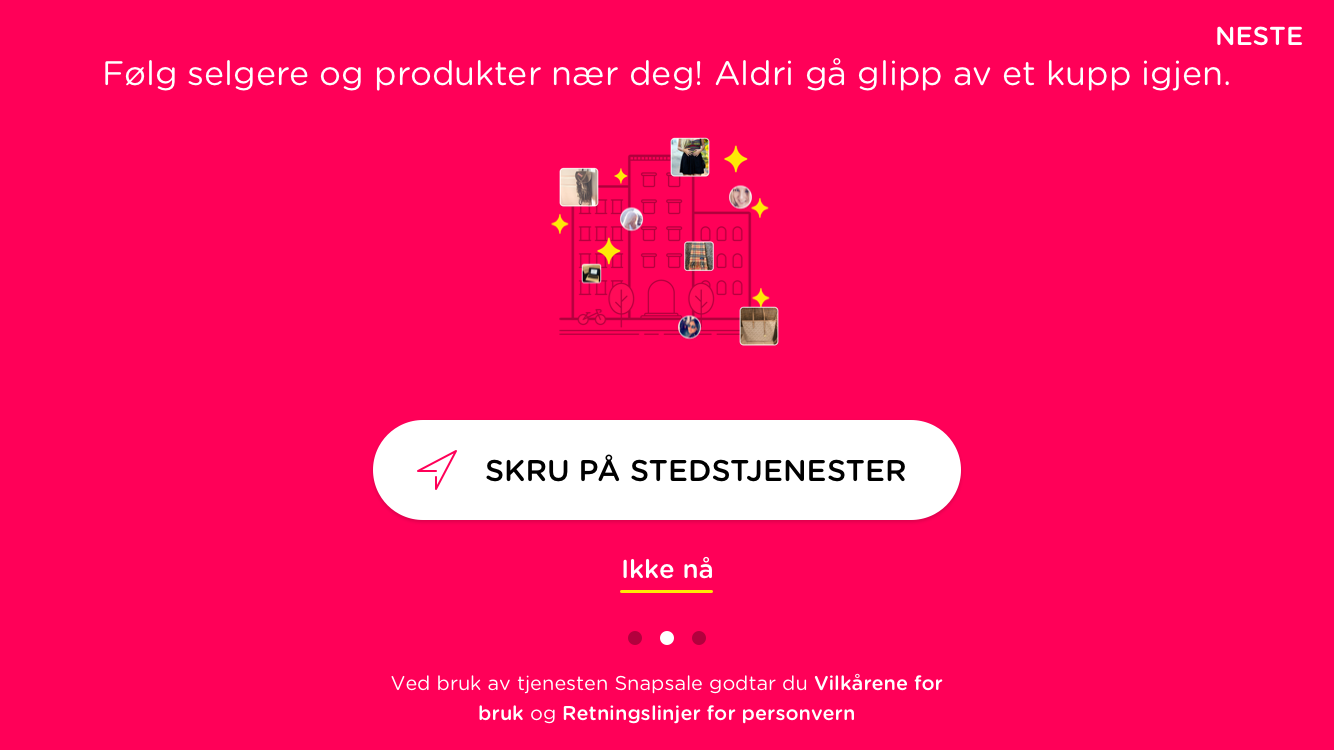 NESTE
Følg selgere og produkter nær deg! Aldri gå glipp av et kupp igjen.
SKRU PÅ STEDSTJENESTER
Ikke nå
Ved bruk av tjenesten Snapsale godtar du Vilkårene for
bruk og Retningslinjer for personvern